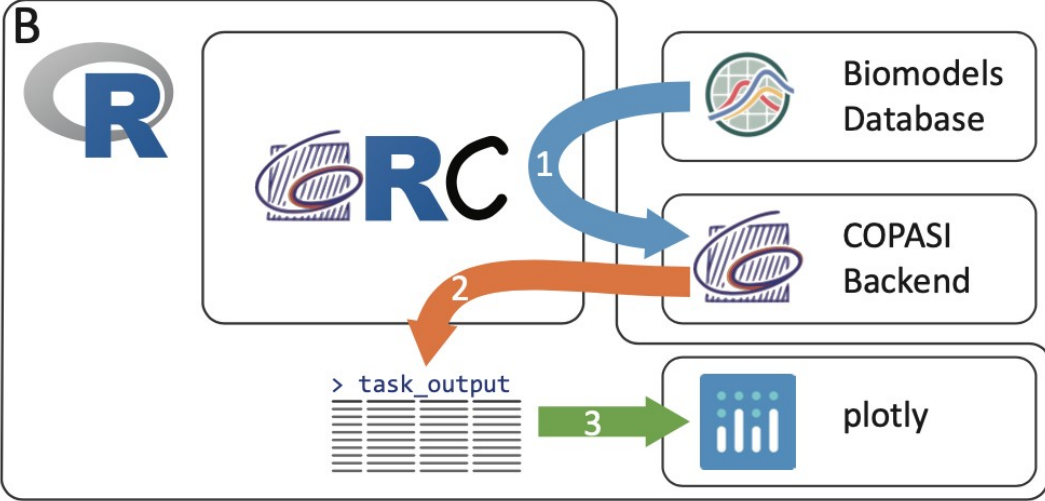 B
R
RC
Biomodels
Database
1
COPASI
Backend
2
> task_output
3
plotly